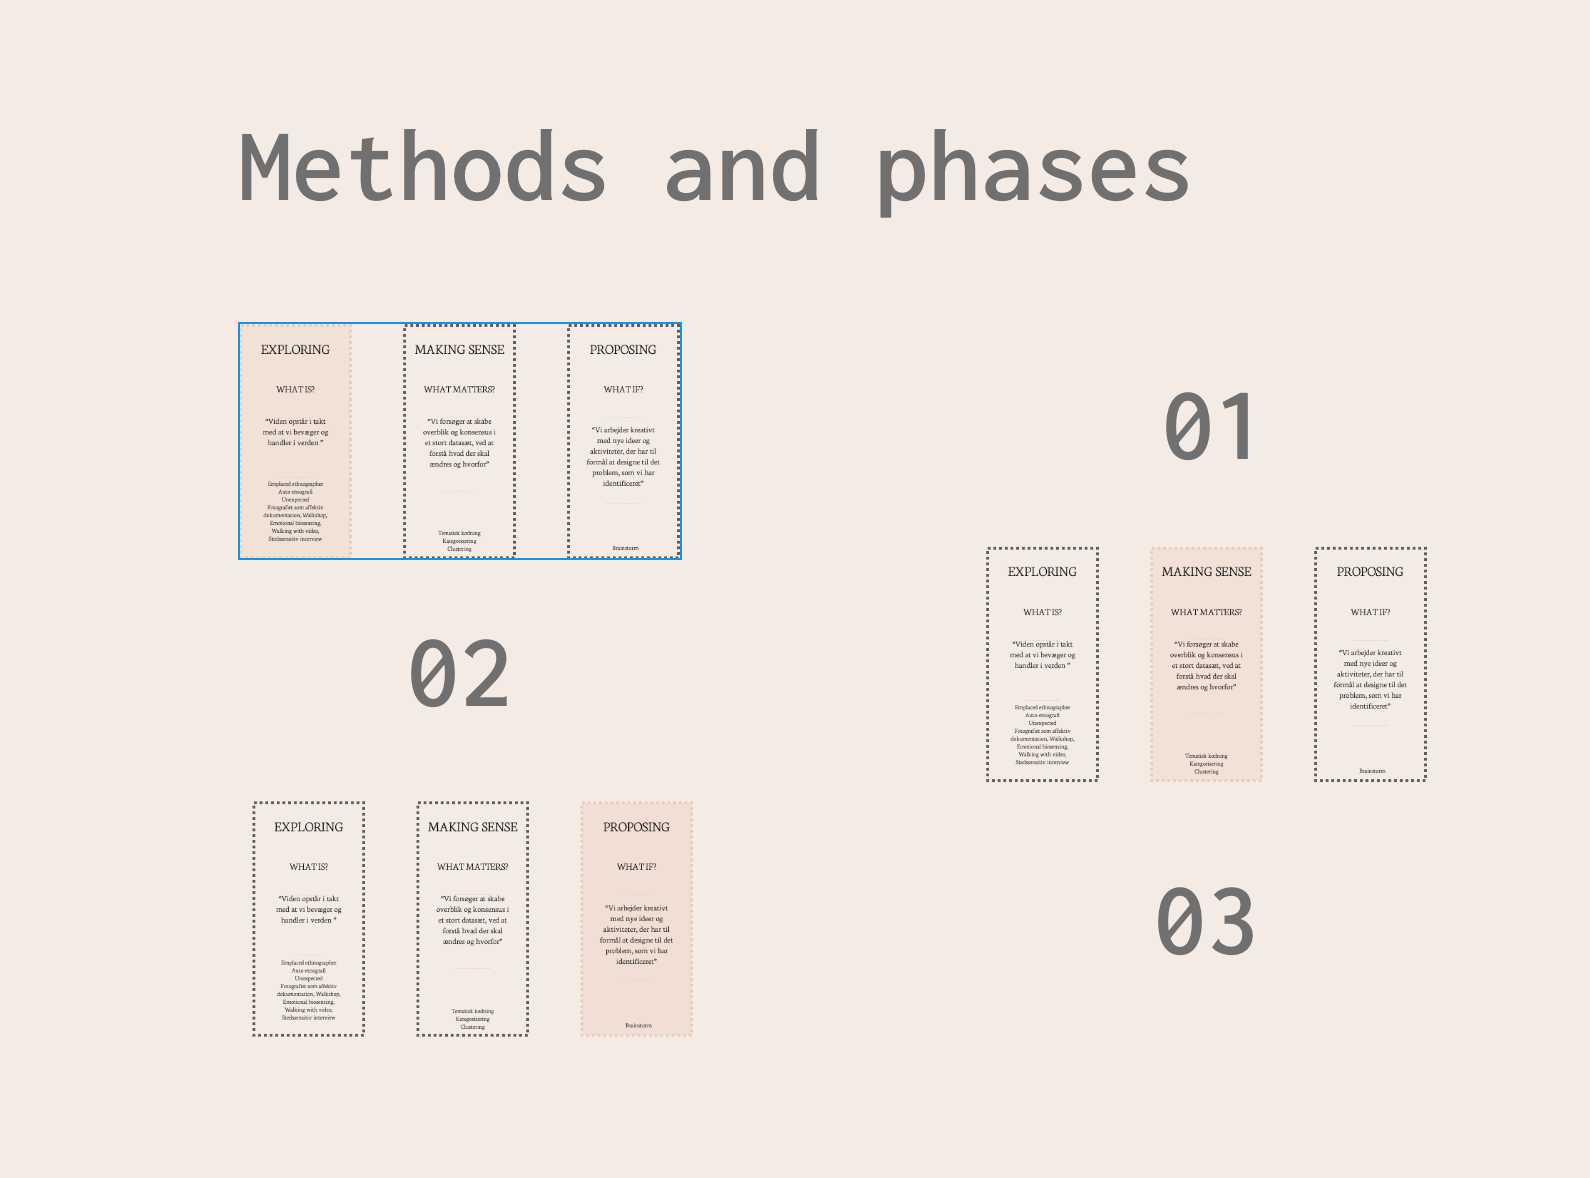 Methods and phases
EXPLORING
WHAT IS?
"Viden opstår i takt
med at vi bevæger og
handler i verden "
Emplaced ethnographer
Auto-etnografi
Unexpected
Fotografiet som affektiv
dokumentation, Walkshop,
Emotional biosensing,
Walking with video,
Stedssensitiv interview
MAKING SENSE
WHAT MATTERS?
"Vi forsøger at skabe
overblik og konsensus i
et stort datasæt, ved at
forstå hvad der skal
ændres og hvorfor"
Tematisk kodning
Kategorisering
Clustering
PROPOSING
WHAT IF?
"Vi arbejder kreativt
med nye ideer og
aktiviteter, der har til
formål at designe til det
problem, som vi har
identificeret"
Brainstorm
01
02
EXPLORING
WHAT IS?
"Viden opstår i takt
med at vi bevæger og
handler i verden "
Emplaced ethnographer
Auto-etnografi
Unexpected
Fotografiet som affektiv
dokumentation, Walkshop,
Emotional biosensing,
Walking with video,
Stedssensitiv interview
MAKING SENSE
WHAT MATTERS?
"Vi forsøger at skabe
overblik og konsensus i
et stort datasæt, ved at
forstå hvad der skal
ændres og hvorfor"
Tematisk kodning
Kategorisering
Clustering
PROPOSING
WHAT IF?
"Vi arbejder kreativt
med nye ideer og
aktiviteter, der har til
formål at designe til det
problem, som vi har
identificeret"
Brainstorm
EXPLORING
WHAT IS?
"Viden opstår i takt
med at vi bevæger og
handler i verden "
Emplaced ethnographer
Auto-etnografi
Unexpected
Fotografiet som affektiv
dokumentation, Walkshop,
Emotional biosensing,
Walking with video,
Stedssensitiv interview
MAKING SENSE
WHAT MATTERS?
"Vi forsøger at skabe
overblik og konsensus i
et stort datasæt, ved at
forstå hvad der skal
ændres og hvorfor"
Tematisk kodning
Kategorisering
Clustering
PROPOSING
WHAT IF?
"Vi arbejder kreativt
med nye ideer og
aktiviteter, der har til
formål at designe til det
problem, som vi har
identificeret"
Brainstorm
03